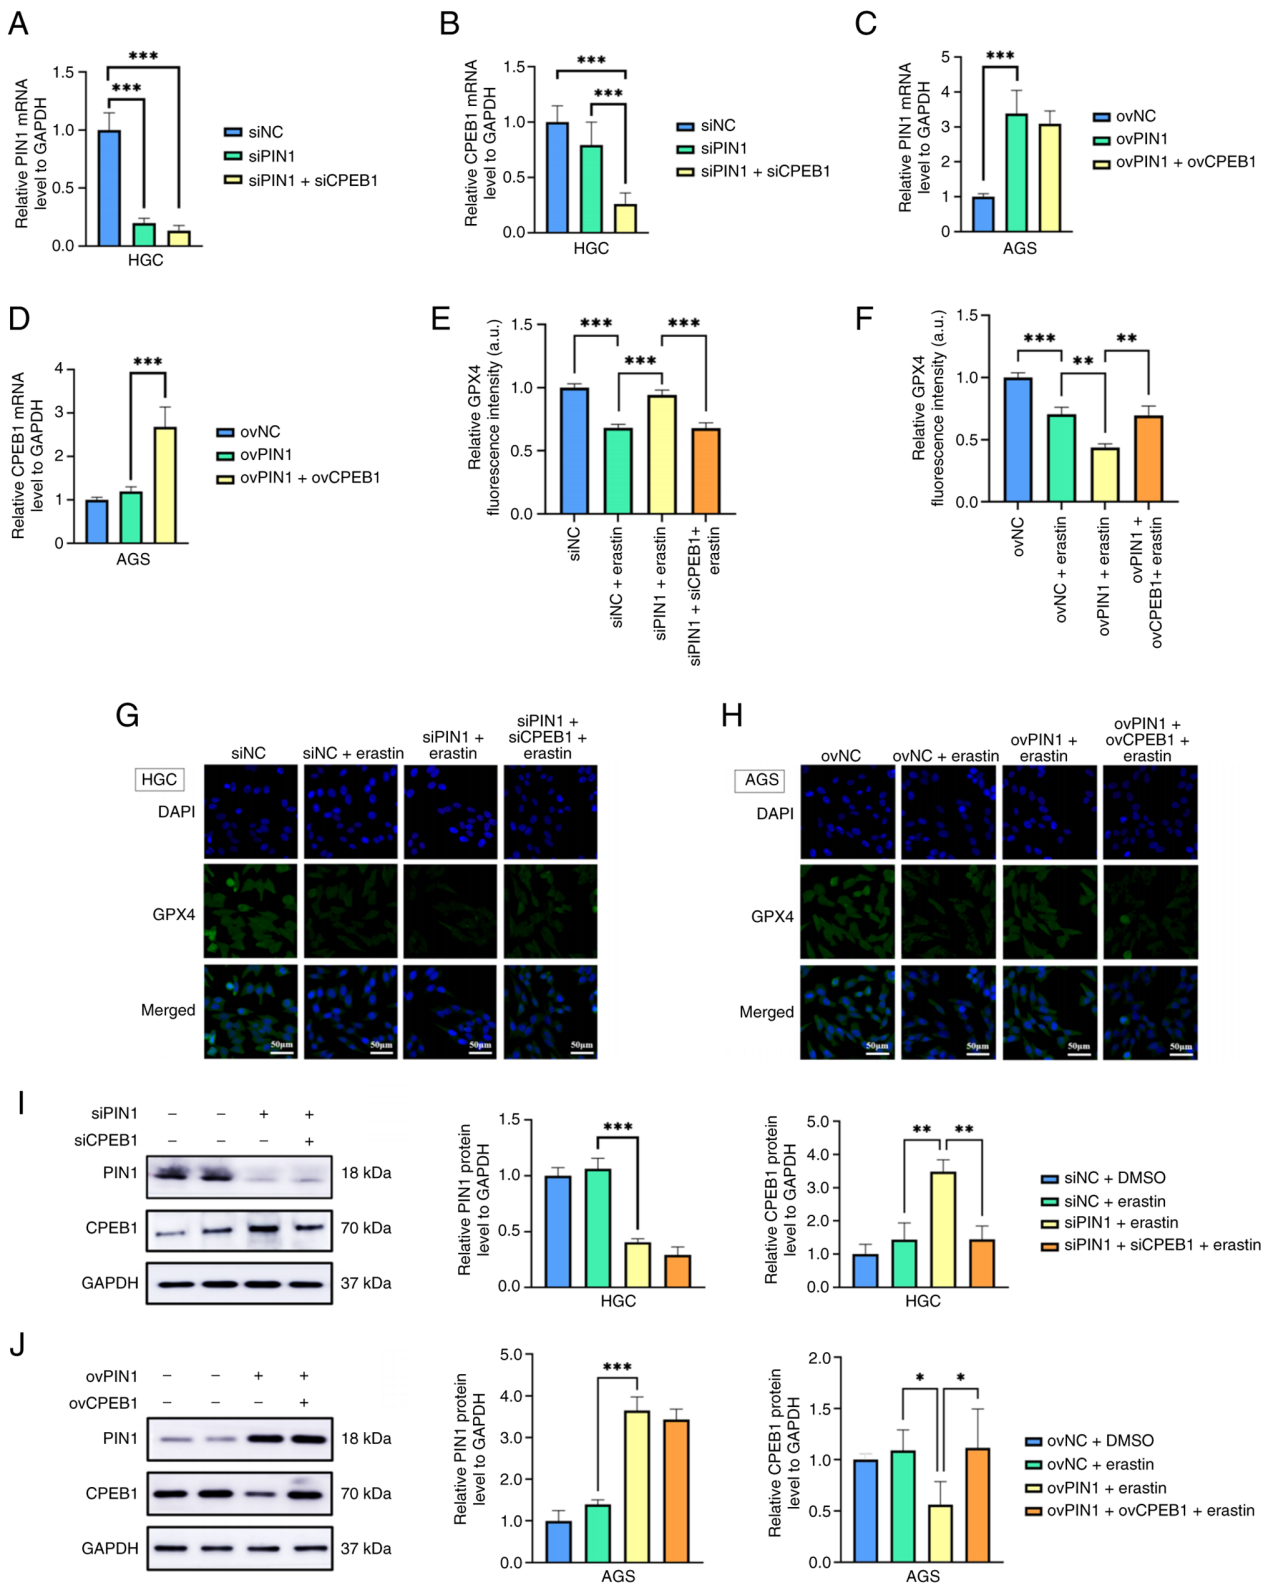 A
Relative PIN1 mRNA
level to GAPDH
1.5
1.0
0.5
0.0
***
***
HGC
siNC
siPIN1
siPIN1 + siCPEB1
B
Relative CPEB1 mRNA
level to GAPDH
1.5
1.0
0.5
0.0
***
***
HGC
siNC
siPIN1
siPIN1 + siCPEB1
C
Relative PIN1 mRNA
level to GAPDH
5
4
3
2
1
0
***
AGS
ovNC
ovPIN1
ovPIN1 + ovCPEB1
D
Relative CPEB1 mRNA
level to GAPDH
4
3
2
1
0
***
AGS
ovNC
ovPIN1
ovPIN1 + ovCPEB1
E
Relative GPX4
fluorescence intensity (a.u.)
1.5
1.0
0.5
0.0
***
***
***
siNC
siNC + erastin
siPIN1 + erastin
siPIN1 + siCPEB1+
erastin
F
Relative GPX4
fluorescence intensity (a.u.)
1.5
1.0
0.5
0.0
***
**
**
ovNC
ovNC + erastin
ovPIN1 + erastin
ovPIN1 +
ovCPEB1+ erastin
G
siNC
siNC + erastin
siPIN1 +
erastin
siPIN1 +
siCPEB1 +
erastin
HGC
DAPI
GPX4
Merged
50μm
50μm
50μm
50μm
H
ovNC
ovNC + erastin
ovPIN1 +
erastin
ovPIN1 +
ovCPEB1 +
erastin
AGS
DAPI
GPX4
Merged
50μm
50μm
50μm
50μm
I
siPIN1 – – + +
siCPEB1 – – – +
PIN1 18 kDa
CPEB1 70 kDa
GAPDH 37 kDa
Relative PIN1 protein
level to GAPDH
1.5
1.0
0.5
0.0
***
HGC
Relative CPEB1 protein
level to GAPDH
5.0
4.0
3.0
2.0
1.0
0.0
**
**
HGC
siNC + DMSO
siNC + erastin
siPIN1 + erastin
siPIN1 + siCPEB1 + erastin
J
ovPIN1 – – + +
ovCPEB1 – – – +
PIN1 18 kDa
CPEB1 70 kDa
GAPDH 37 kDa
Relative PIN1 protein
level to GAPDH
5.0
4.0
3.0
2.0
1.0
0.0
***
AGS
Relative CPEB1 protein
level to GAPDH
2.0
1.5
1.0
0.5
0.0
*
*
AGS
ovNC + DMSO
ovNC + erastin
ovPIN1 + erastin
ovPIN1 + ovCPEB1 + erastin